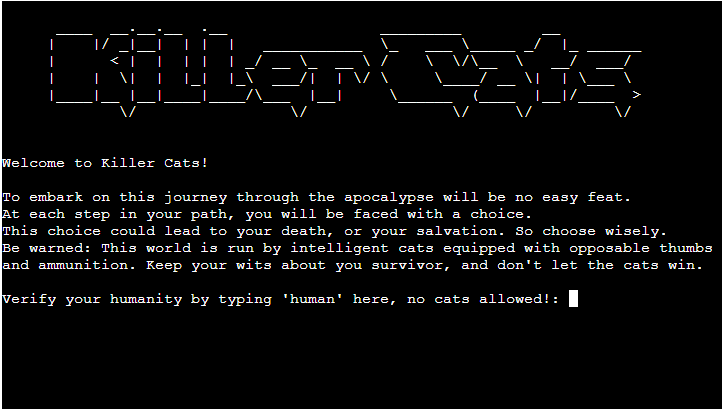 Killer Cats
Welcome to Killer Cats!
To embark on this journey through the apocalypse will be no easy feat.
At each step in your path, you will be faced with a choice.
This choice could lead to your death, or your salvation. So choose wisely.
Be warned: This world is run by intelligent cats equipped with opposable thumbs
and ammunition. Keep your wits about you survivor, and don't let the cats win.
Verify your humanity by typing 'human' here, no cats allowed!: